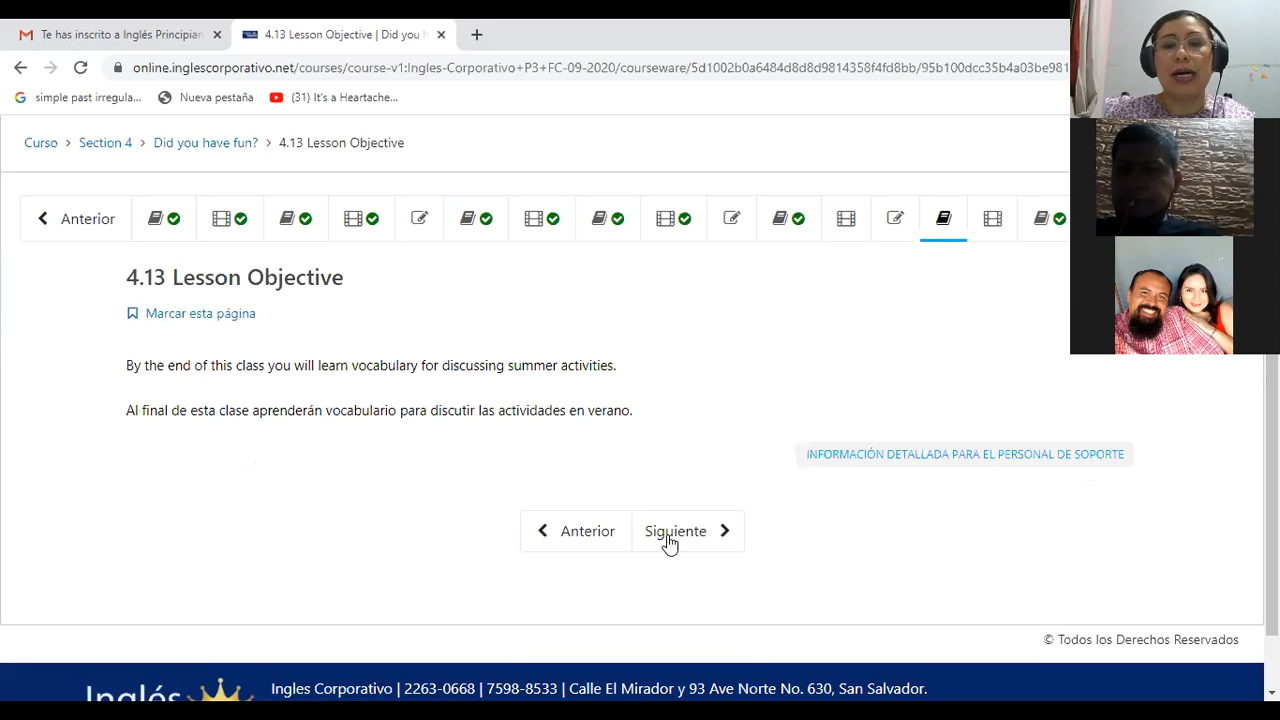 Te has inscrito a Inglés Principian
4.13 Lesson Objective | Did you h
online.inglescorporativo.net/courses/course-v1:Ingles-Corporativo+P3+FC-09-2020/courseware/5d1002b0a6484d8d8d9814358f4fd8bb/95b100dcc35b4a03be981
simple past irregula...
Nueva pestaña
(31) It's a Heartache...
Curso > Section 4 > Did you have fun? > 4.13 Lesson Objective
Anterior
4.13 Lesson Objective
Marcar esta página
By the end of this class you will learn vocabulary for discussing summer activities.
Al final de esta clase aprenderán vocabulario para discutir las actividades en verano.
INFORMACIÓN DETALLADA PARA EL PERSONAL DE SOPORTE
Anterior
Siguiente
© Todos los Derechos Reservados
Inglés
Ingles Corporativo | 2263-0668 | 7598-8533 | Calle El Mirador y 93 Ave Norte No. 630, San Salvador.